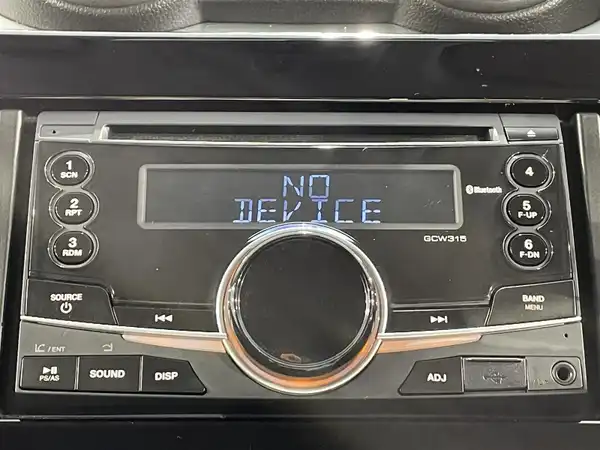 NO
DEVICE
Bluetooth
GCW315
1
SCN
2
RPT
3
RDM
4
5
F-UP
6
F-DN
SOURCE
BAND
MENU
/ ENT
PS/AS
SOUND
DISP
ADJ